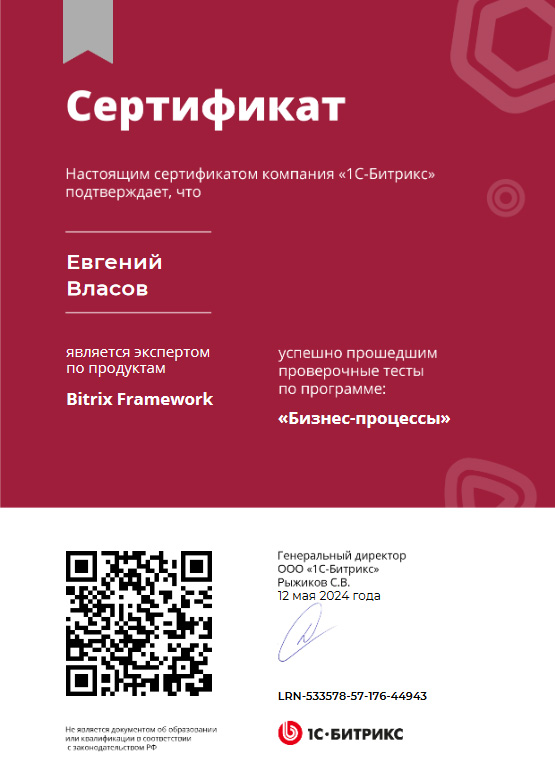 Сертификат
Настоящим сертификатом компания «1С-Битрикс»
подтверждает, что
Евгений
Власов
является экспертом
по продуктам
Bitrix Framework
успешно прошедшим
проверочные тесты
по программе:
«Бизнес-процессы»
Генеральный директор
ООО «1С-Битрикс»
Рыжиков С.В.
12 мая 2024 года
LRN-533578-57-176-44943
Не является документом об образовании
или квалификации в соответствии
с законодательством РФ
1С·БИТРИКС